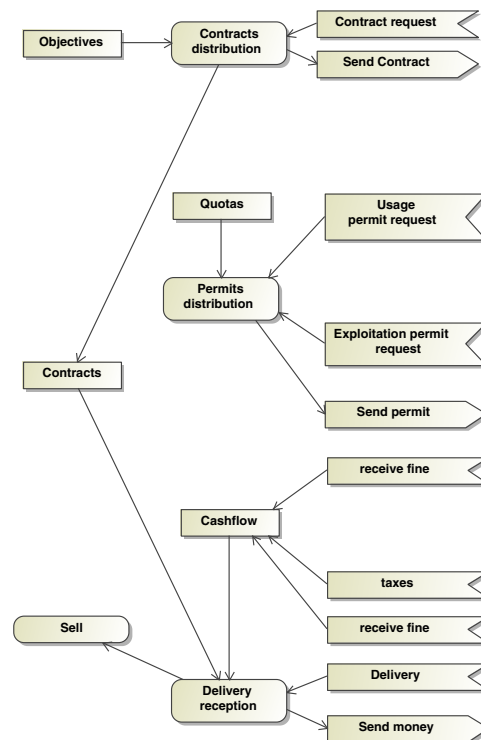 Objectives
Contracts
distribution
Contract request
Send Contract
Quotas
Usage
permit request
Permits
distribution
Exploitation permit
request
Contracts
Send permit
receive fine
Cashflow
taxes
Sell
receive fine
Delivery
reception
Delivery
Send money